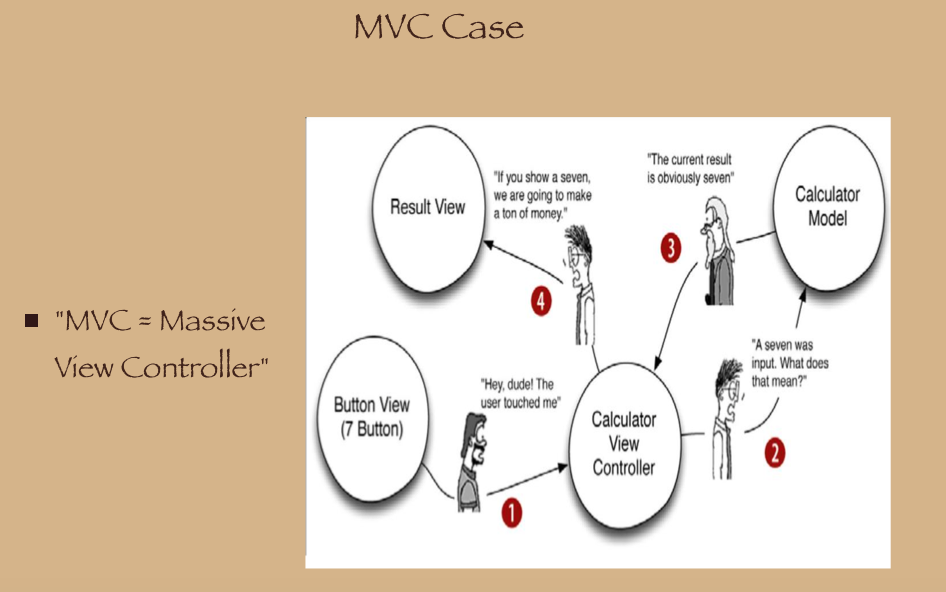 MVC Case
"MVC = Massive
View Controller"
Result View
"If you show a seven,
we are going to make
a ton of money."
4
"The current result
is obviously seven"
3
Calculator
Model
Button View
(7 Button)
"Hey, dude! The
user touched me"
1
Calculator
View
Controller
"A seven was
input. What does
that mean?"
2